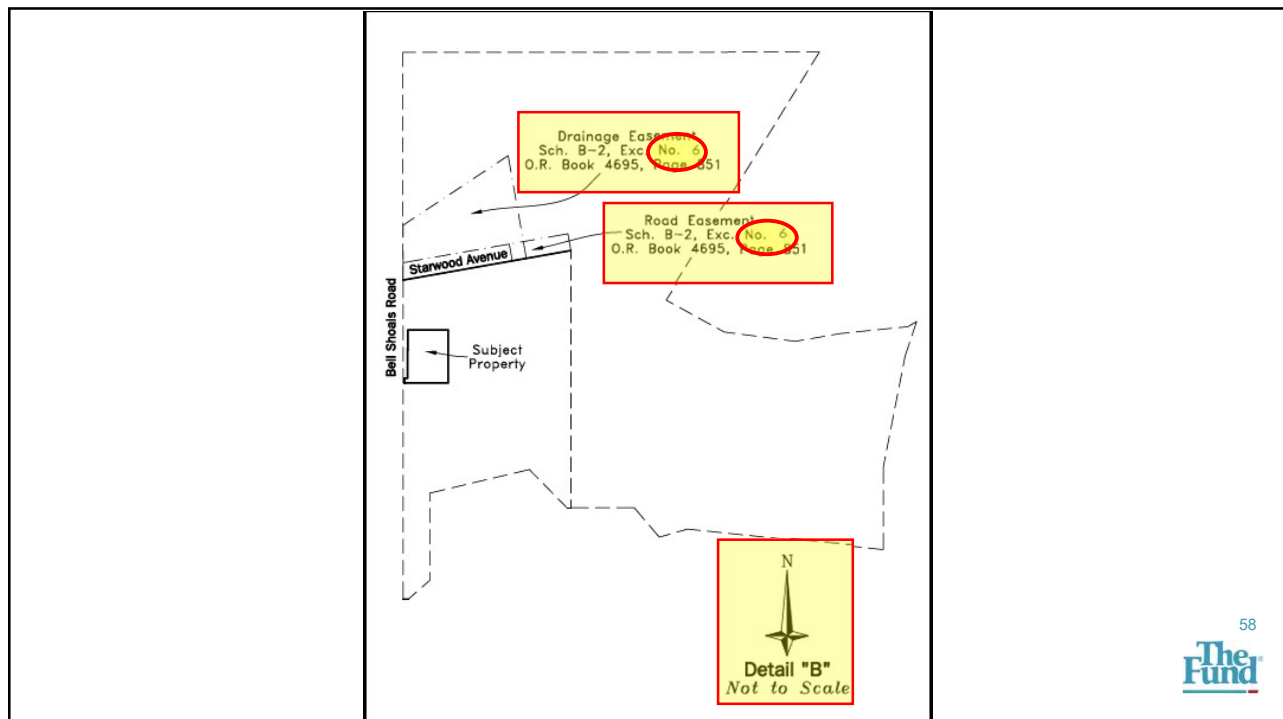 Drainage Easement
Sch. B-2, Exc. No. 6
O.R. Book 4695, Page 851
Road Easement
Sch. B-2, Exc. No. 6
O.R. Book 4695, Page 851
Starwood Avenue
Bell Shoals Road
Subject
Property
N
Detail "B"
Not to Scale
58
The
Fund